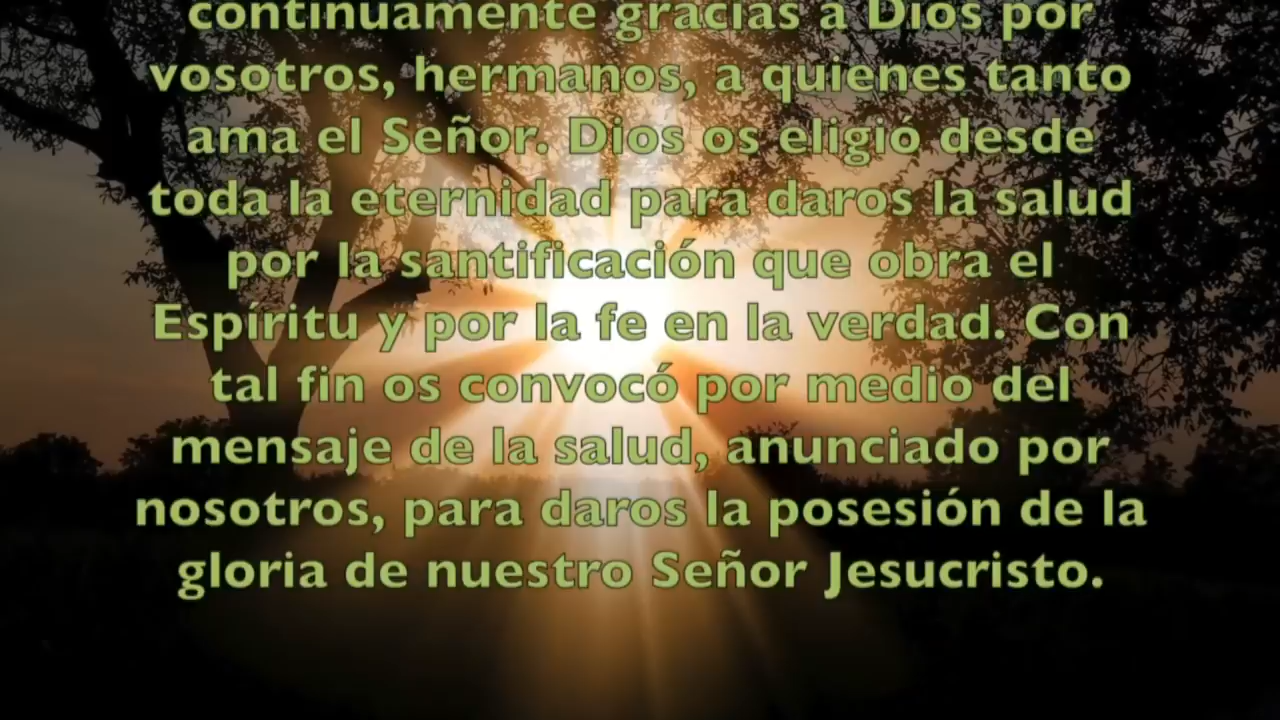 continuamente gracias a Dios por
vosotros, hermanos, a quienes tanto
ama el Señor. Dios os eligió desde
toda la eternidad para daros la salud
por la santificación que obra el
Espíritu y por la fe en la verdad. Con
tal fin os convocó por medio del
mensaje de la salud, anunciado por
nosotros, para daros la posesión de la
gloria de nuestro Señor Jesucristo.